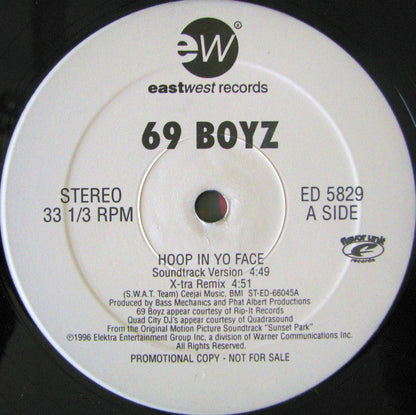 ew®
eastwest records
69 BOYZ
STEREO
33 1/3 RPM
ED 5829
A SIDE
flavor unit
records
HOOP IN YO FACE
Soundtrack Version 4:49
X-tra Remix 4:51
(S.W.A.T. Team) Ceejai Music, BMI ST-ED-66045A
Produced by Bass Mechanics and Phat Albert Productions
69 Boyz appear courtesy of Rip-It Records
Quad City DJ's appear courtesy of Quadrasound
From the Original Motion Picture Soundtrack "Sunset Park"
©1996 Elektra Entertainment Group Inc, a division of Warner Communications Inc.
All Rights Reserved.
PROMOTIONAL COPY - NOT FOR SALE